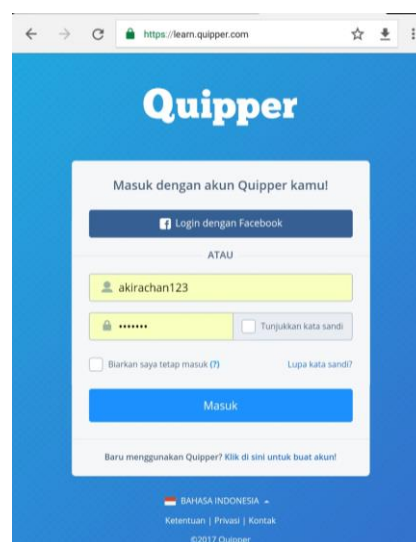 https://learn.quipper.com
Quipper
Masuk dengan akun Quipper kamu!
Login dengan Facebook
ATAU
akirachan123
•••••••
Tunjukkan kata sandi
Biarkan saya tetap masuk (?)
Lupa kata sandi?
Masuk
Baru menggunakan Quipper? Klik di sini untuk buat akun!
BAHASA INDONESIA
Ketentuan | Privasi | Kontak
©2017 Quipper